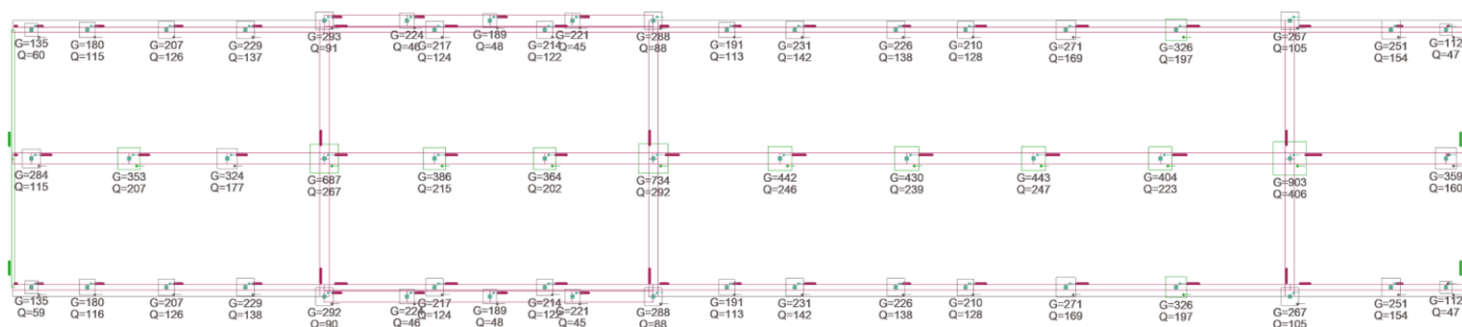 G=135
Q=60
G=180
Q=115
G=207
Q=126
G=229
Q=137
G=293
Q=91
G=224
Q=46
G=217
Q=124
G=189
Q=48
G=214
Q=122
G=221
Q=45
G=288
Q=88
G=191
Q=113
G=231
Q=142
G=226
Q=138
G=210
Q=128
G=271
Q=169
G=326
Q=197
G=267
Q=105
G=251
Q=154
G=112
Q=47
G=284
Q=115
G=353
Q=207
G=324
Q=177
G=687
Q=267
G=386
Q=215
G=364
Q=202
G=734
Q=292
G=442
Q=246
G=430
Q=239
G=443
Q=247
G=404
Q=223
G=903
Q=406
G=359
Q=160
G=135
Q=59
G=180
Q=116
G=207
Q=126
G=229
Q=138
G=292
Q=90
G=224
Q=46
G=217
Q=124
G=189
Q=48
G=214
Q=122
G=221
Q=45
G=288
Q=88
G=191
Q=113
G=231
Q=142
G=226
Q=138
G=210
Q=128
G=271
Q=169
G=326
Q=197
G=267
Q=105
G=251
Q=154
G=112
Q=47